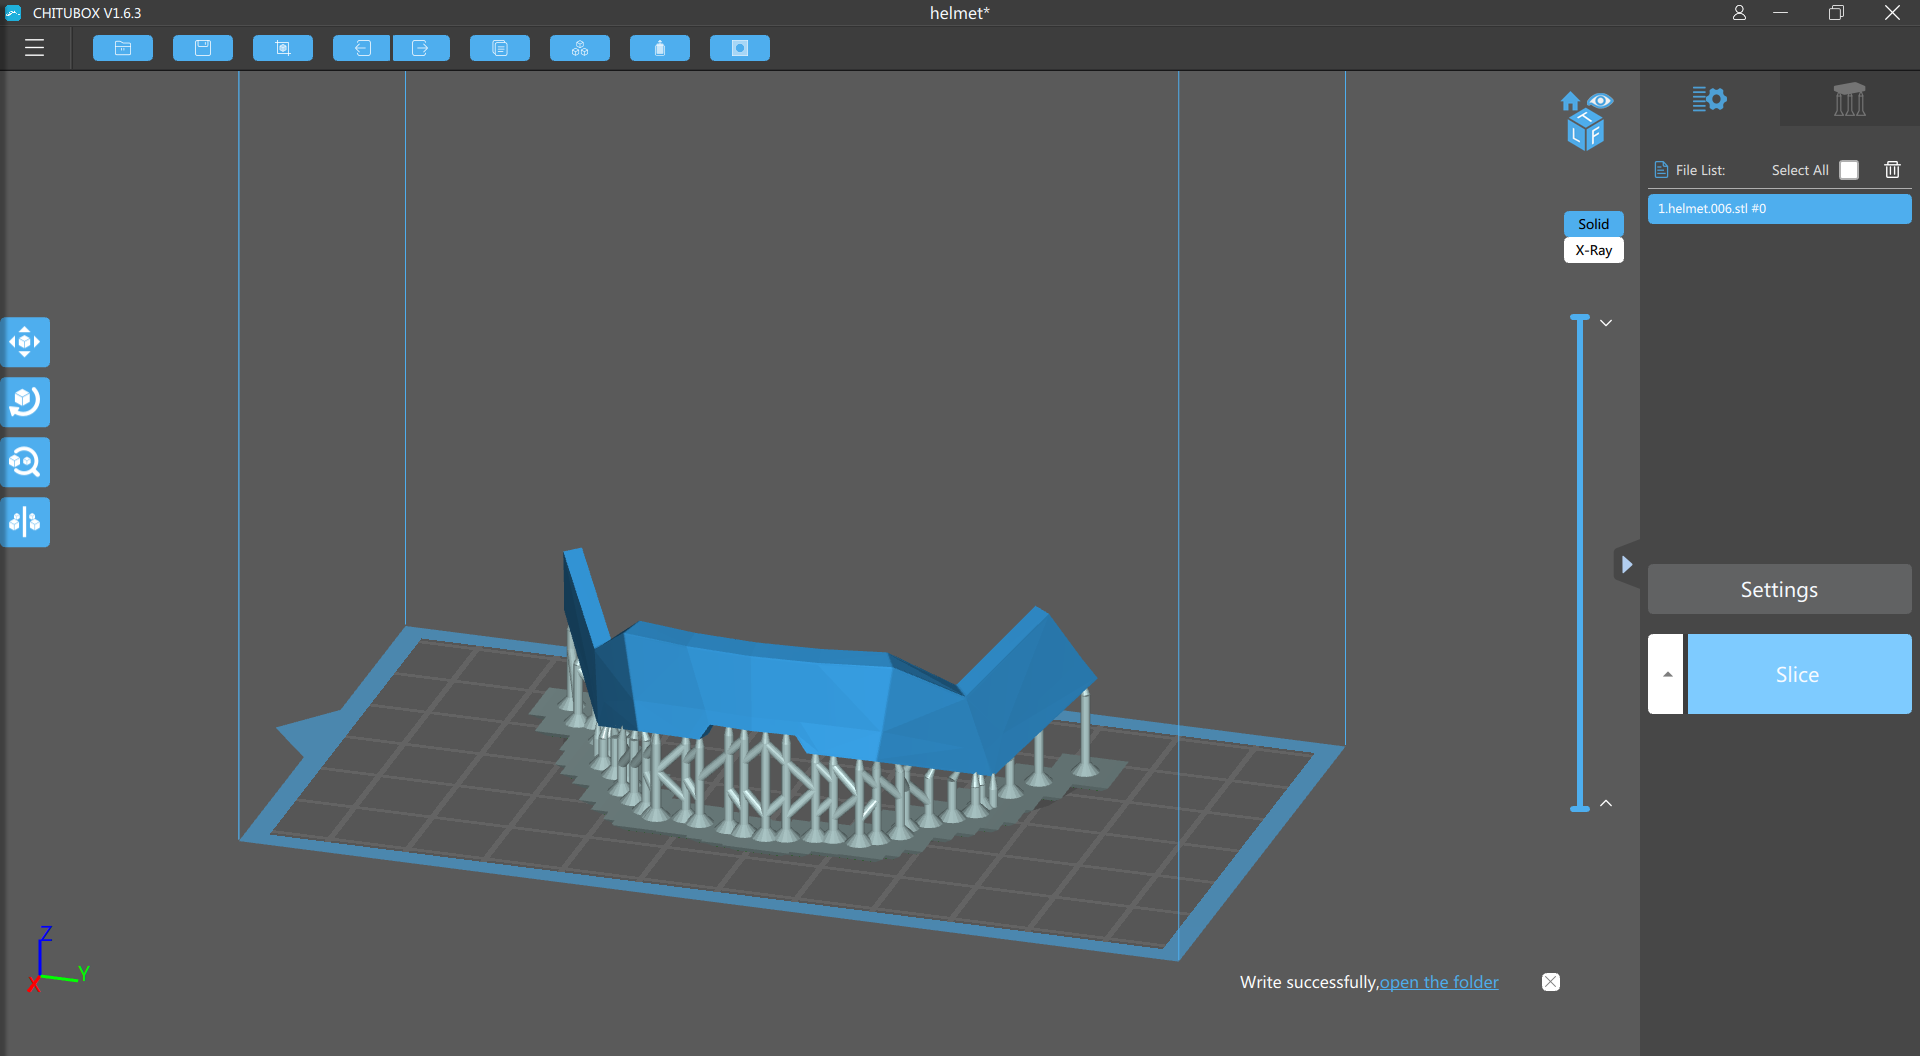 CHITUBOX V1.6.3
helmet*
File List:
Select All
1.helmet.006.stl #0
T
L F
Solid
X-Ray
Settings
Slice
Z
Y
X
Write successfully,open the folder